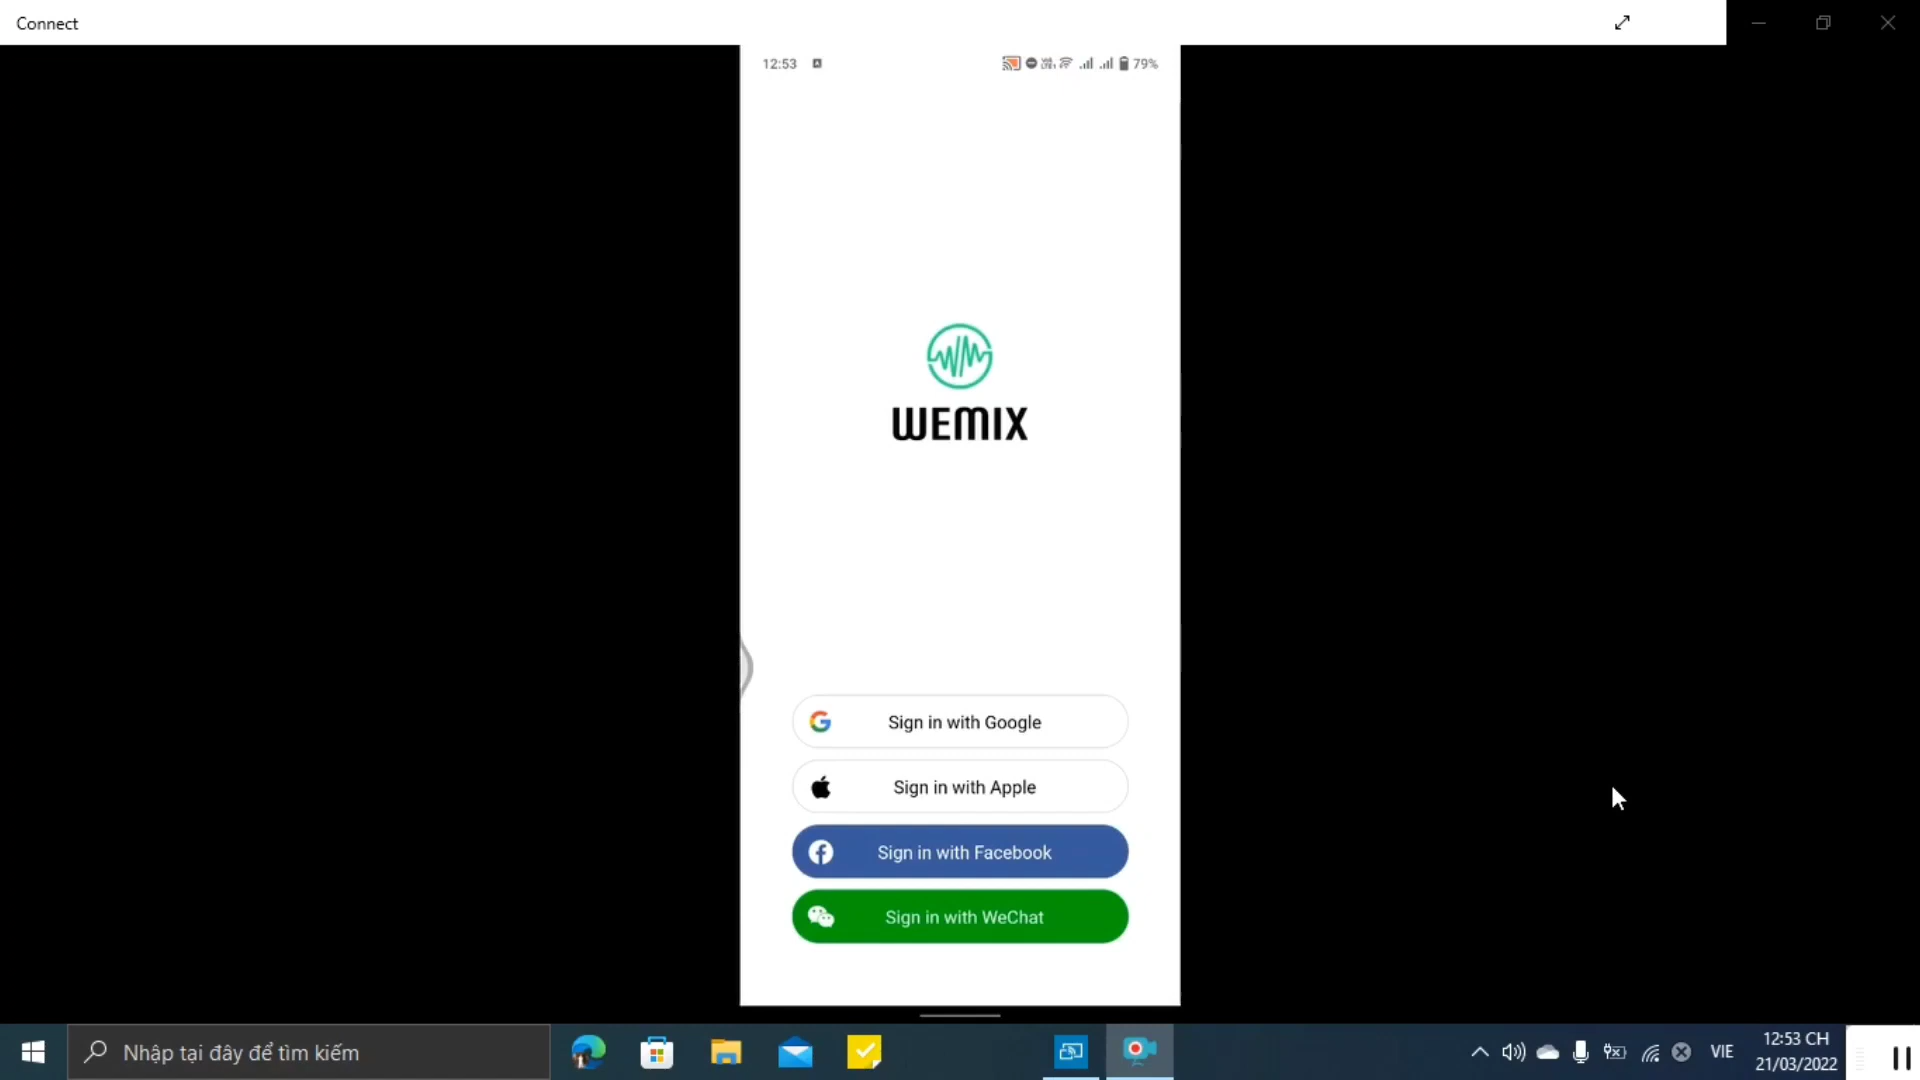 Connect
12:53
79%
WEMIX
Sign in with Google
Sign in with Apple
Sign in with Facebook
Sign in with WeChat
Nhập tại đây để tìm kiếm
VIE
12:53 CH
21/03/2022